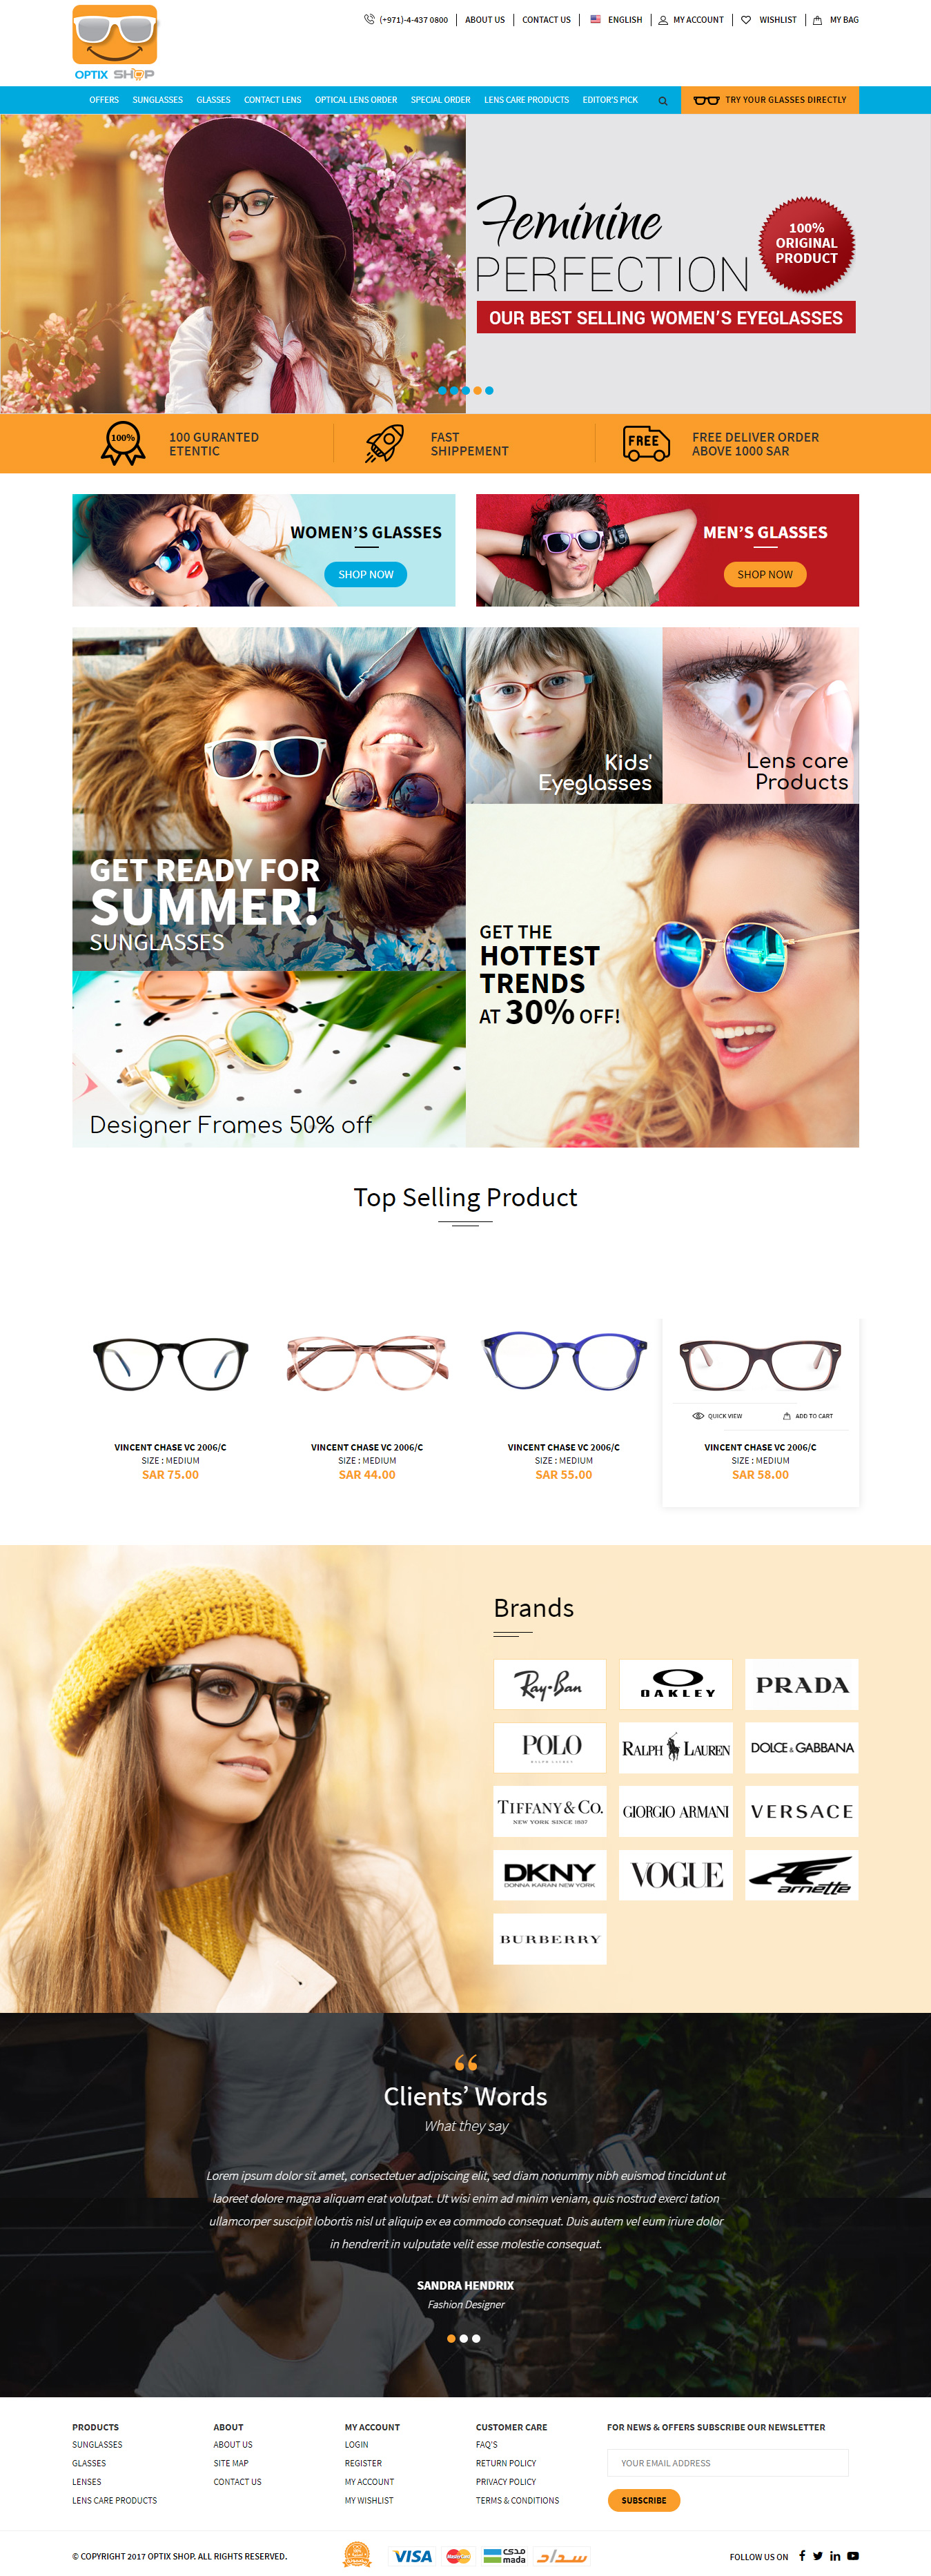 OPTIX SHOP
(+971)-4-437 0800
ABOUT US
CONTACT US
ENGLISH
MY ACCOUNT
WISHLIST
MY BAG
OFFERS
SUNGLASSES
GLASSES
CONTACT LENS
OPTICAL LENS ORDER
SPECIAL ORDER
LENS CARE PRODUCTS
EDITOR'S PICK
TRY YOUR GLASSES DIRECTLY
Feminine
PERFECTION
100%
ORIGINAL
PRODUCT
OUR BEST SELLING WOMEN'S EYEGLASSES
100%
100 GURANTED
ETENTIC
FAST
SHIPPEMENT
FREE
FREE DELIVER ORDER
ABOVE 1000 SAR
WOMEN'S GLASSES
SHOP NOW
MEN'S GLASSES
SHOP NOW
GET READY FOR
SUMMER!
SUNGLASSES
Kids'
Eyeglasses
Lens care
Products
GET THE
HOTTEST
TRENDS
AT 30% OFF!
Designer Frames 50% off
Top Selling Product
QUICK VIEW
ADD TO CART
VINCENT CHASE VC 2006/C
SIZE : MEDIUM
SAR 75.00
VINCENT CHASE VC 2006/C
SIZE : MEDIUM
SAR 44.00
VINCENT CHASE VC 2006/C
SIZE : MEDIUM
SAR 55.00
VINCENT CHASE VC 2006/C
SIZE : MEDIUM
SAR 58.00
Brands
Ray-Ban
OAKLEY
PRADA
POLO
RALPH LAUREN
RALPH LAUREN
DOLCE & GABBANA
TIFFANY & CO.
NEW YORK SINCE 1837
GIORGIO ARMANI
VERSACE
DKNY
DONNA KARAN NEW YORK
VOGUE
arnette
BURBERRY
“
Clients' Words
What they say
Lorem ipsum dolor sit amet, consectetuer adipiscing elit, sed diam nonummy nibh euismod tincidunt ut
laoreet dolore magna aliquam erat volutpat. Ut wisi enim ad minim veniam, quis nostrud exerci tation
ullamcorper suscipit lobortis nisl ut aliquip ex ea commodo consequat. Duis autem vel eum iriure dolor
in hendrerit in vulputate velit esse molestie consequat.
SANDRA HENDRIX
Fashion Designer
PRODUCTS
SUNGLASSES
GLASSES
LENSES
LENS CARE PRODUCTS
ABOUT
ABOUT US
SITE MAP
CONTACT US
MY ACCOUNT
LOGIN
REGISTER
MY ACCOUNT
MY WISHLIST
CUSTOMER CARE
FAQ'S
RETURN POLICY
PRIVACY POLICY
TERMS & CONDITIONS
FOR NEWS & OFFERS SUBSCRIBE OUR NEWSLETTER
YOUR EMAIL ADDRESS
SUBSCRIBE
© COPYRIGHT 2017 OPTIX SHOP. ALL RIGHTS RESERVED.
VISA
MasterCard
مدى
mada
سداد
FOLLOW US ON